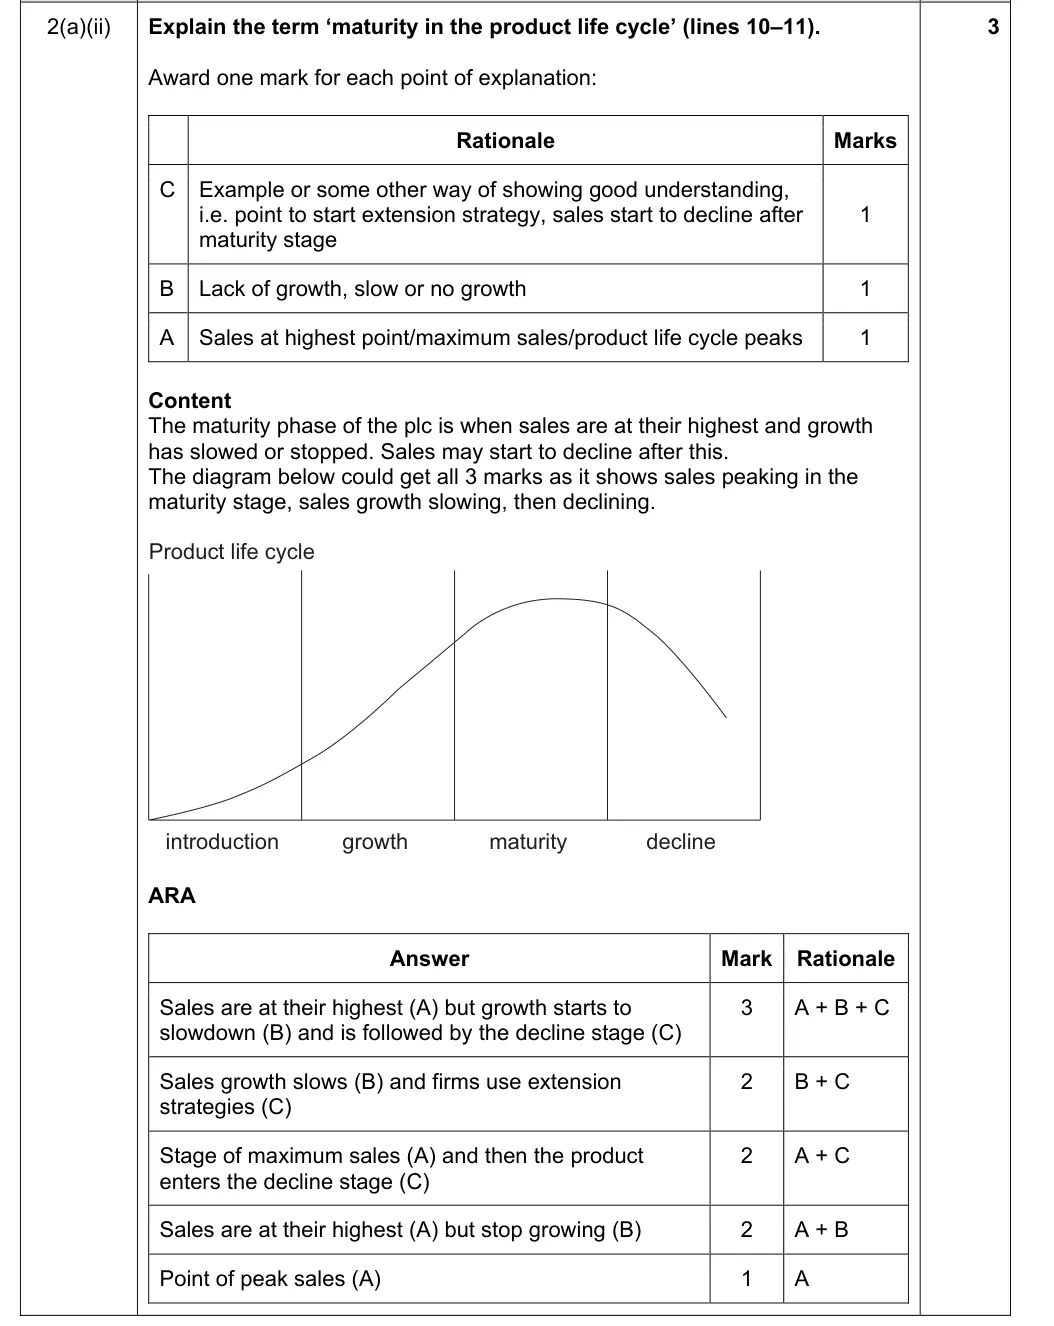 2(a)(ii)
Explain the term ‘maturity in the product life cycle’ (lines 10–11).
3
Award one mark for each point of explanation:
Rationale
Marks
C
Example or some other way of showing good understanding,
i.e. point to start extension strategy, sales start to decline after
maturity stage
1
B
Lack of growth, slow or no growth
1
A
Sales at highest point/maximum sales/product life cycle peaks
1
Content
The maturity phase of the plc is when sales are at their highest and growth
has slowed or stopped. Sales may start to decline after this.
The diagram below could get all 3 marks as it shows sales peaking in the
maturity stage, sales growth slowing, then declining.
Product life cycle
introduction growth maturity decline
ARA
Answer
Mark
Rationale
Sales are at their highest (A) but growth starts to
slowdown (B) and is followed by the decline stage (C)
3
A + B + C
Sales growth slows (B) and firms use extension
strategies (C)
2
B + C
Stage of maximum sales (A) and then the product
enters the decline stage (C)
2
A + C
Sales are at their highest (A) but stop growing (B)
2
A + B
Point of peak sales (A)
1
A